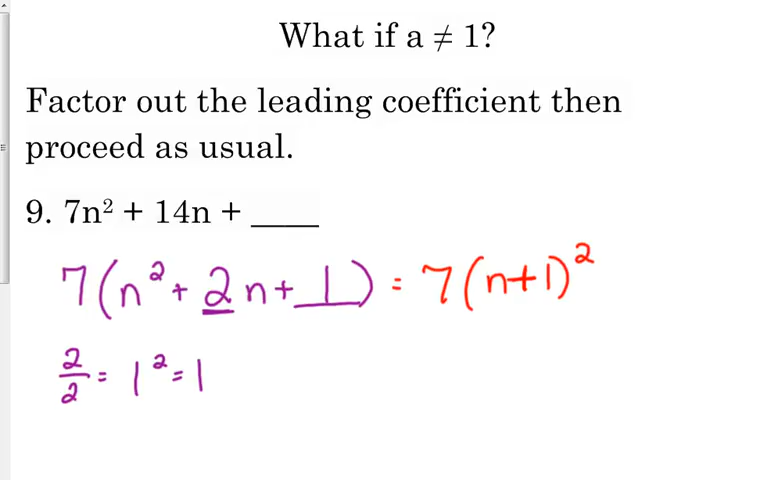 What if a ≠ 1?
Factor out the leading coefficient then
proceed as usual.
9. 7n² + 14n + ____
7(n² + 2n + 1) = 7(n+1)²
2/2 = 1² = 1